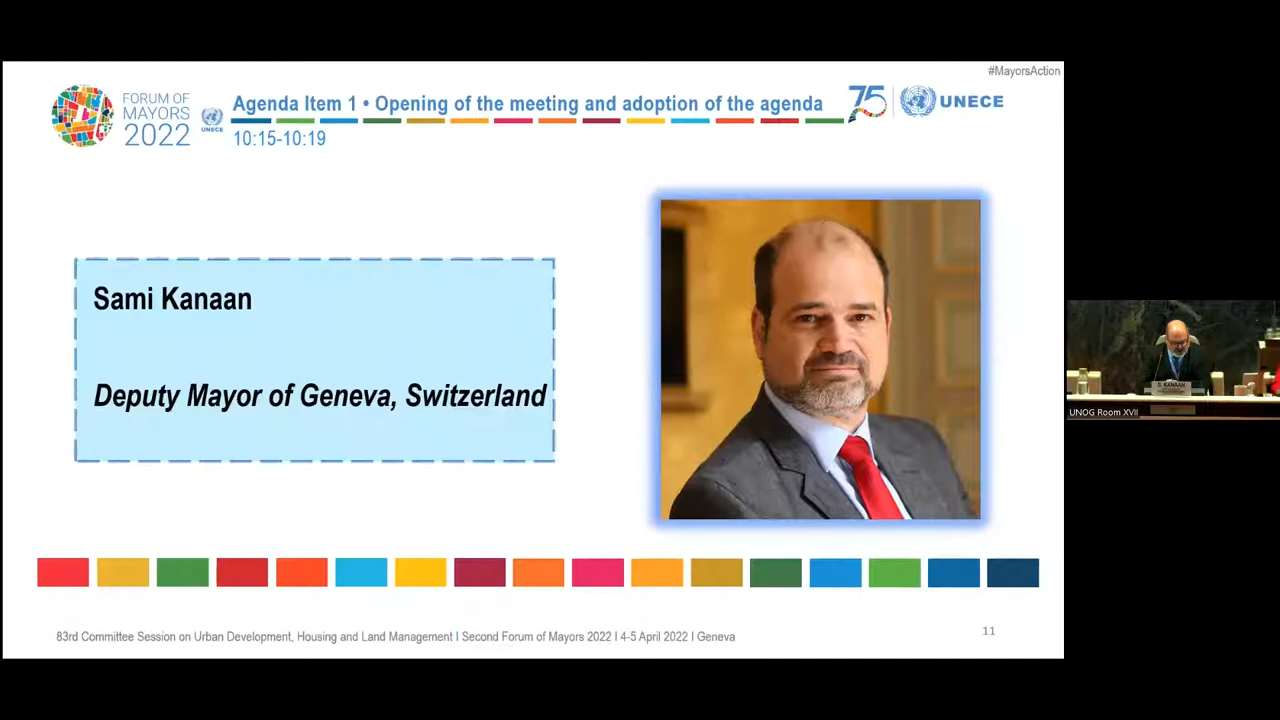 #MayorsAction
FORUM OF
MAYORS
2022
UNECE
Agenda Item 1 • Opening of the meeting and adoption of the agenda
10:15-10:19
75
UNECE
Sami Kanaan
Deputy Mayor of Geneva, Switzerland
S. KANAAN
UNOG Room XVII
83rd Committee Session on Urban Development, Housing and Land Management I Second Forum of Mayors 2022 I 4-5 April 2022 I Geneva
11